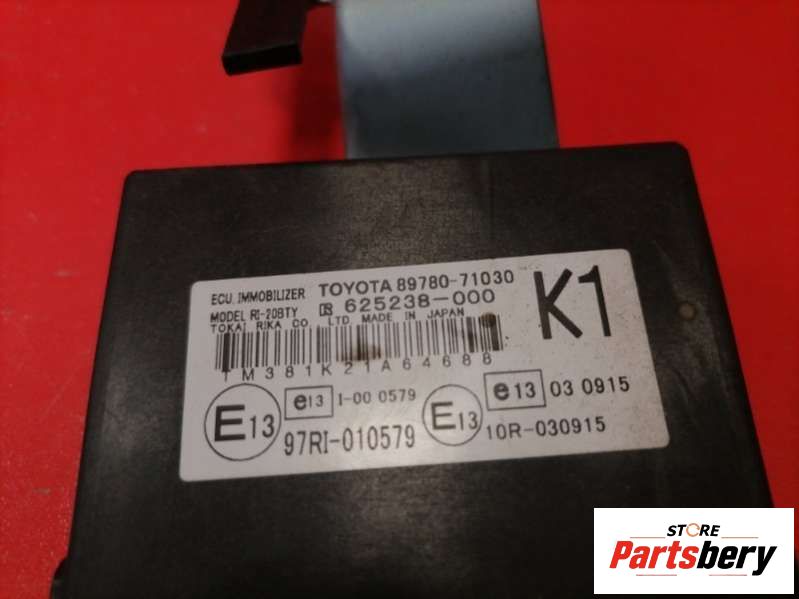 ECU, IMMOBILIZER TOYOTA 89780-71030
MODEL RI-20BTY 625238-000
K1
TOKAI RIKA CO. LTD. MADE IN JAPAN
TM381K21A64688
E13 e13 I-00 0579 E13 e13 03 0915
97RI-010579 10R-030915
STORE
Partsbery